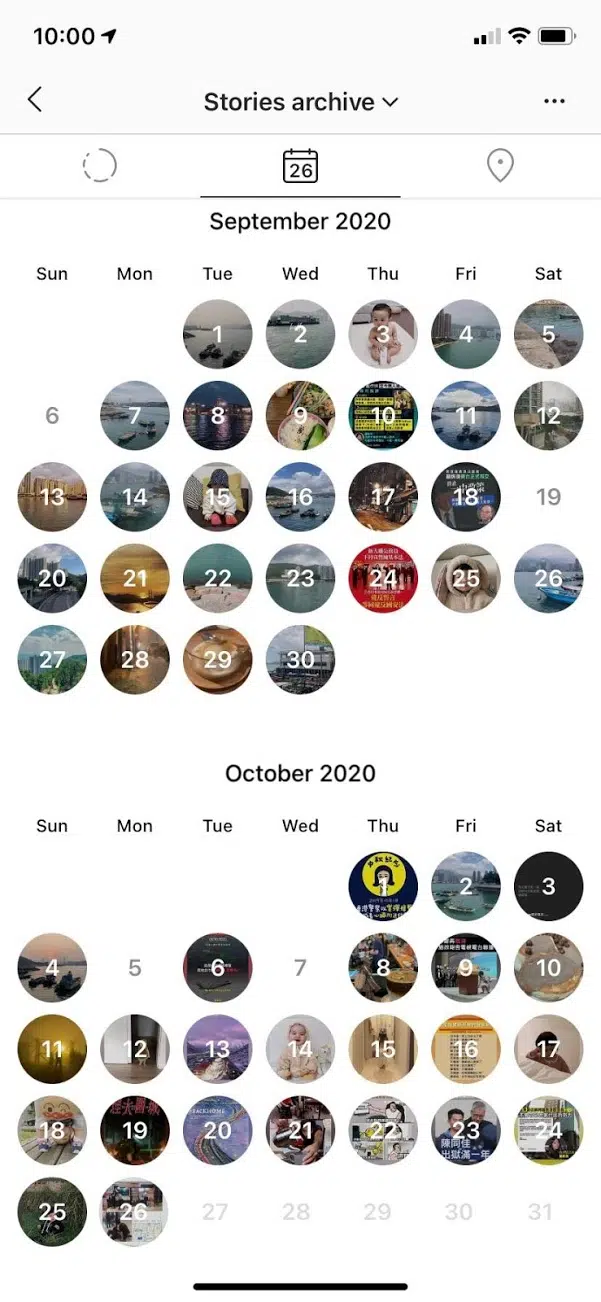 10:00
Stories archive
26
September 2020
Sun Mon Tue Wed Thu Fri Sat
1 2 3 4 5
6 7 8 9 10 11 12
13 14 15 16 17 18 19
20 21 22 23 24 25 26
27 28 29 30
October 2020
Sun Mon Tue Wed Thu Fri Sat
1 2 3
4 5 6 7 8 9 10
11 12 13 14 15 16 17
18 19 20 21 22 23 24
BACKHOME
陳同佳
出獄滿一年
25 26 27 28 29 30 31